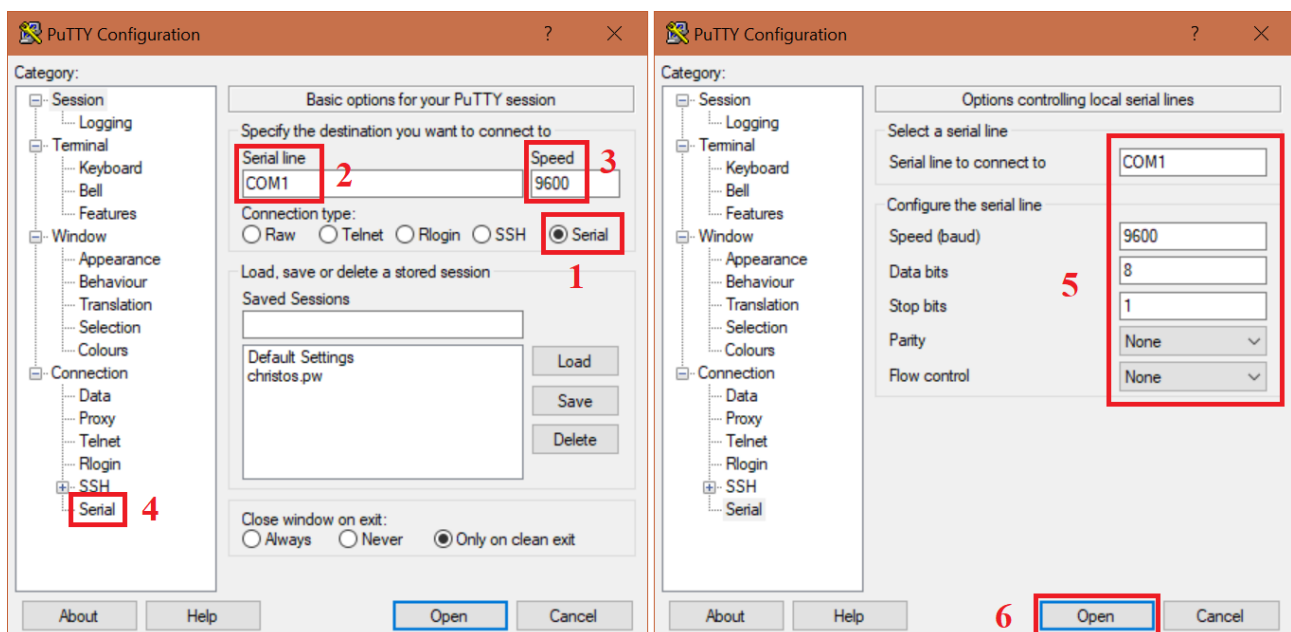 PuTTY Configuration ? ×
Category:
Session
Logging
Terminal
Keyboard
Bell
Features
Window
Appearance
Behaviour
Translation
Selection
Colours
Connection
Data
Proxy
Telnet
Rlogin
SSH
Serial
4
Basic options for your PuTTY session
Specify the destination you want to connect to
Serial line Speed
COM1 2 9600 3
Connection type:
Raw Telnet Rlogin SSH Serial
1
Load, save or delete a stored session
Saved Sessions
Default Settings
christos.pw
Load
Save
Delete
Close window on exit:
Always Never Only on clean exit
About Help Open Cancel
PuTTY Configuration ? ×
Category:
Session
Logging
Terminal
Keyboard
Bell
Features
Window
Appearance
Behaviour
Translation
Selection
Colours
Connection
Data
Proxy
Telnet
Rlogin
SSH
Serial
Options controlling local serial lines
Select a serial line
Serial line to connect to COM1
Configure the serial line
Speed (baud) 9600
Data bits 8
5
Stop bits 1
Parity None
Flow control None
About Help 6 Open Cancel